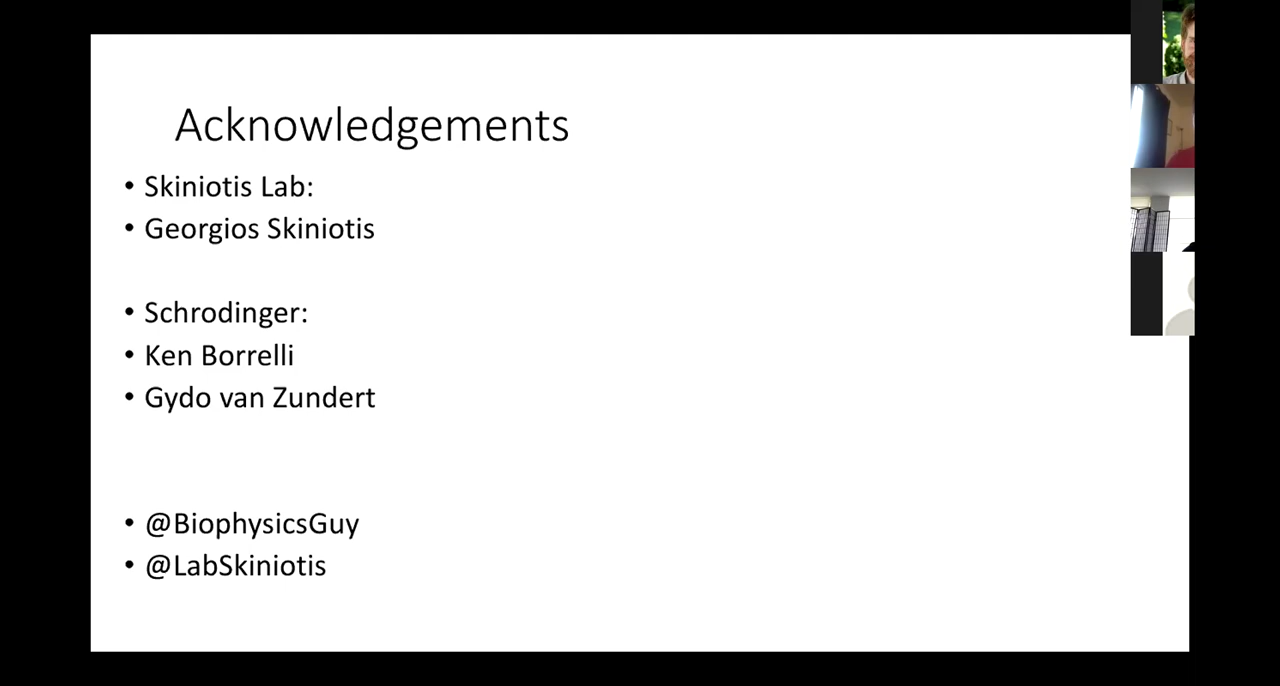 Acknowledgements
• Skiniotis Lab:
• Georgios Skiniotis
• Schrodinger:
• Ken Borrelli
• Gydo van Zundert
• @BiophysicsGuy
• @LabSkiniotis